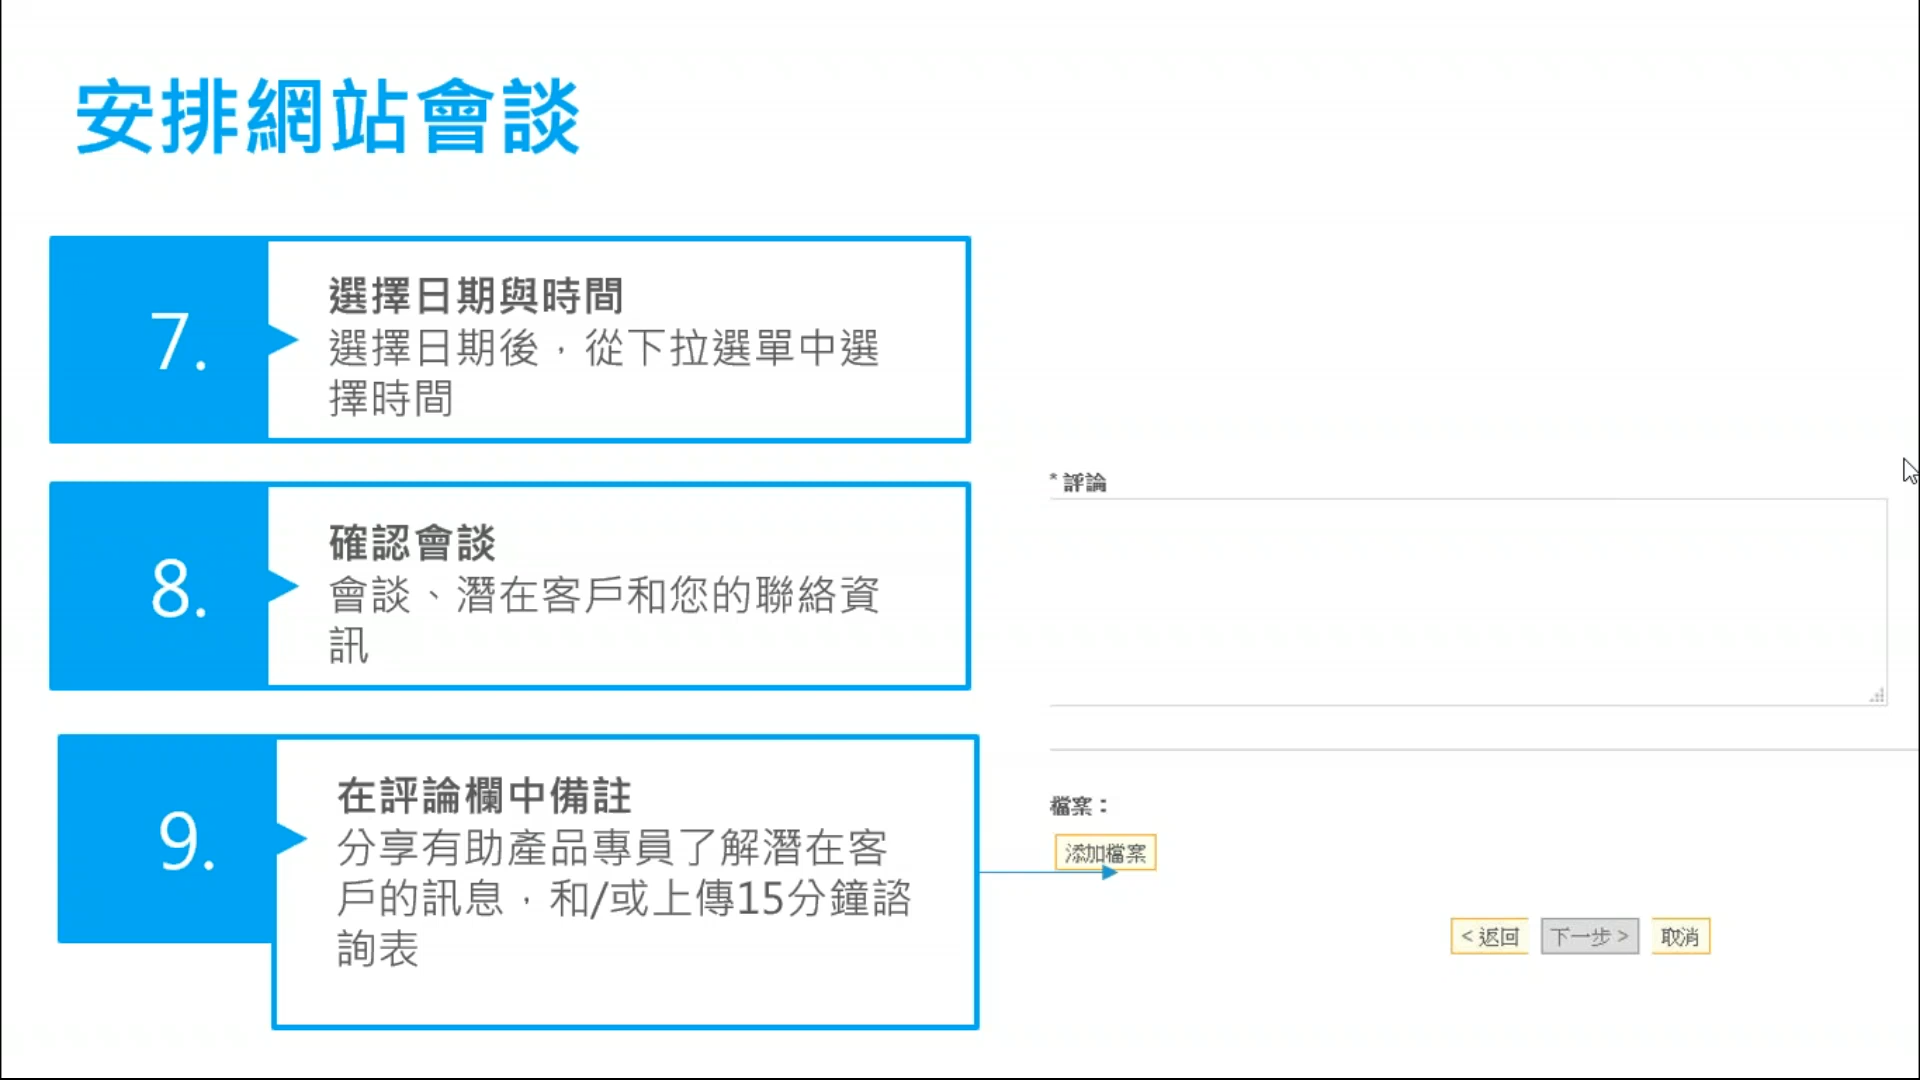 安排網站會談
7.
選擇日期與時間
選擇日期後，從下拉選單中選
擇時間
8.
確認會談
會談、潛在客戶和您的聯絡資
訊
9.
在評論欄中備註
分享有助產品專員了解潛在客
戶的訊息，和/或上傳15分鐘諮
詢表
* 評論
檔案：
添加檔案
< 返回 下一步 > 取消